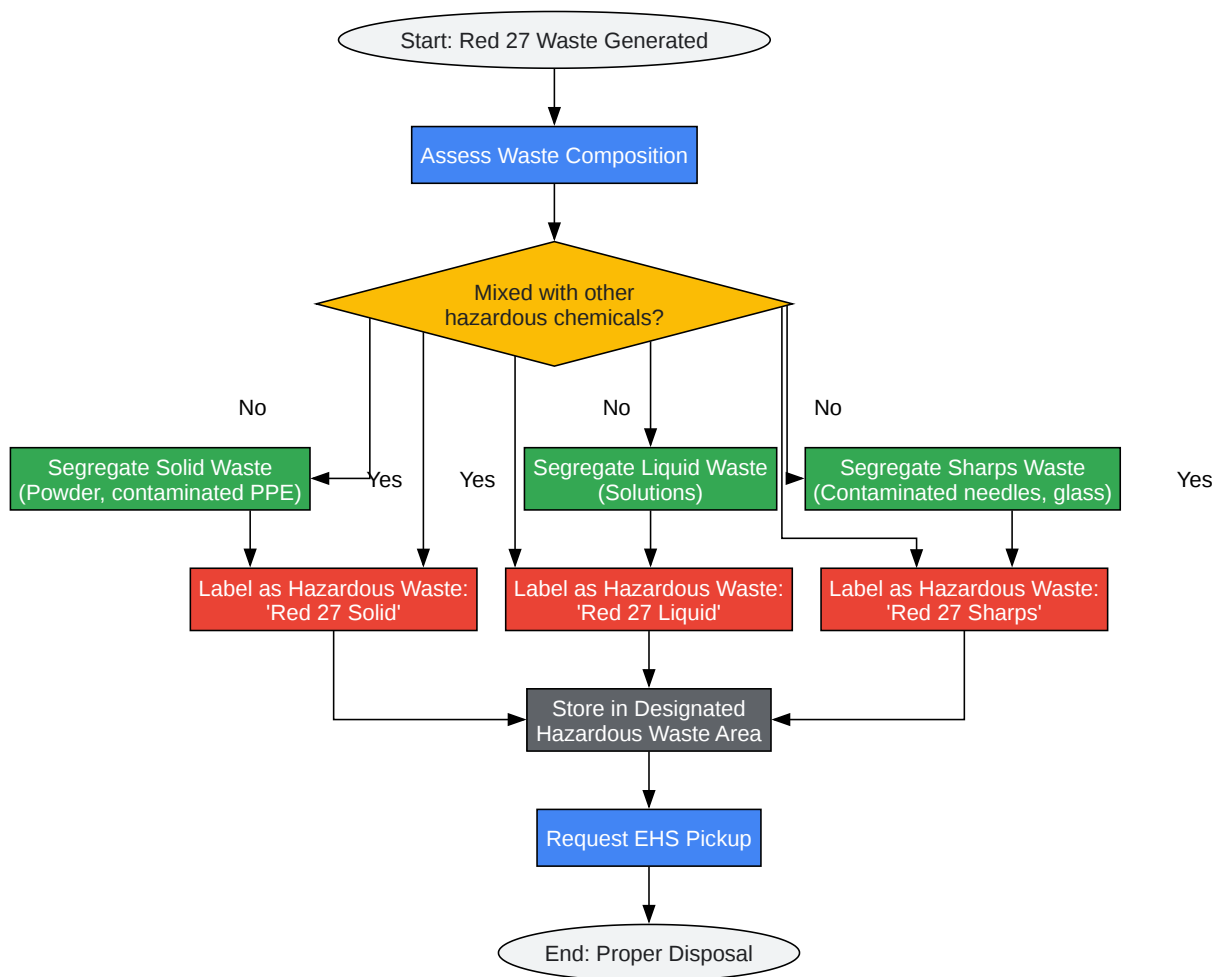 Start: Red 27 Waste Generated
Assess Waste Composition
Mixed with other
hazardous chemicals?
No
No
No
Segregate Solid Waste
(Powder, contaminated PPE)
Yes
Yes
Segregate Liquid Waste
(Solutions)
Segregate Sharps Waste
(Contaminated needles, glass)
Yes
Label as Hazardous Waste:
'Red 27 Solid'
Label as Hazardous Waste:
'Red 27 Liquid'
Label as Hazardous Waste:
'Red 27 Sharps'
Store in Designated
Hazardous Waste Area
Request EHS Pickup
End: Proper Disposal